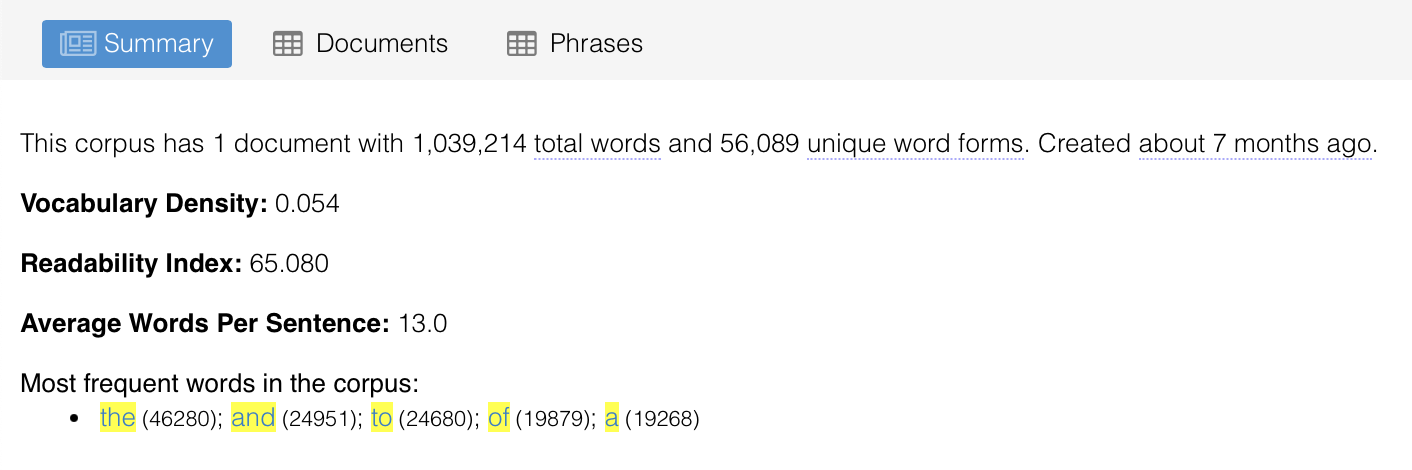 Summary Documents Phrases
This corpus has 1 document with 1,039,214 total words and 56,089 unique word forms. Created about 7 months ago.
Vocabulary Density: 0.054
Readability Index: 65.080
Average Words Per Sentence: 13.0
Most frequent words in the corpus:
• the (46280); and (24951); to (24680); of (19879); a (19268)